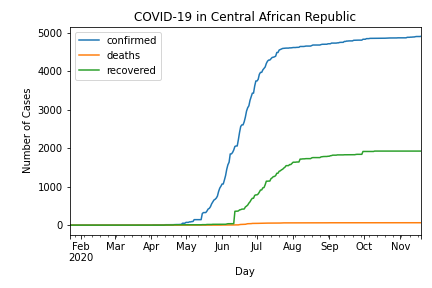 COVID-19 in Central African Republic
confirmed
deaths
recovered
Number of Cases
5000
4000
3000
2000
1000
0
Feb Mar Apr May Jun Jul Aug Sep Oct Nov
2020
Day